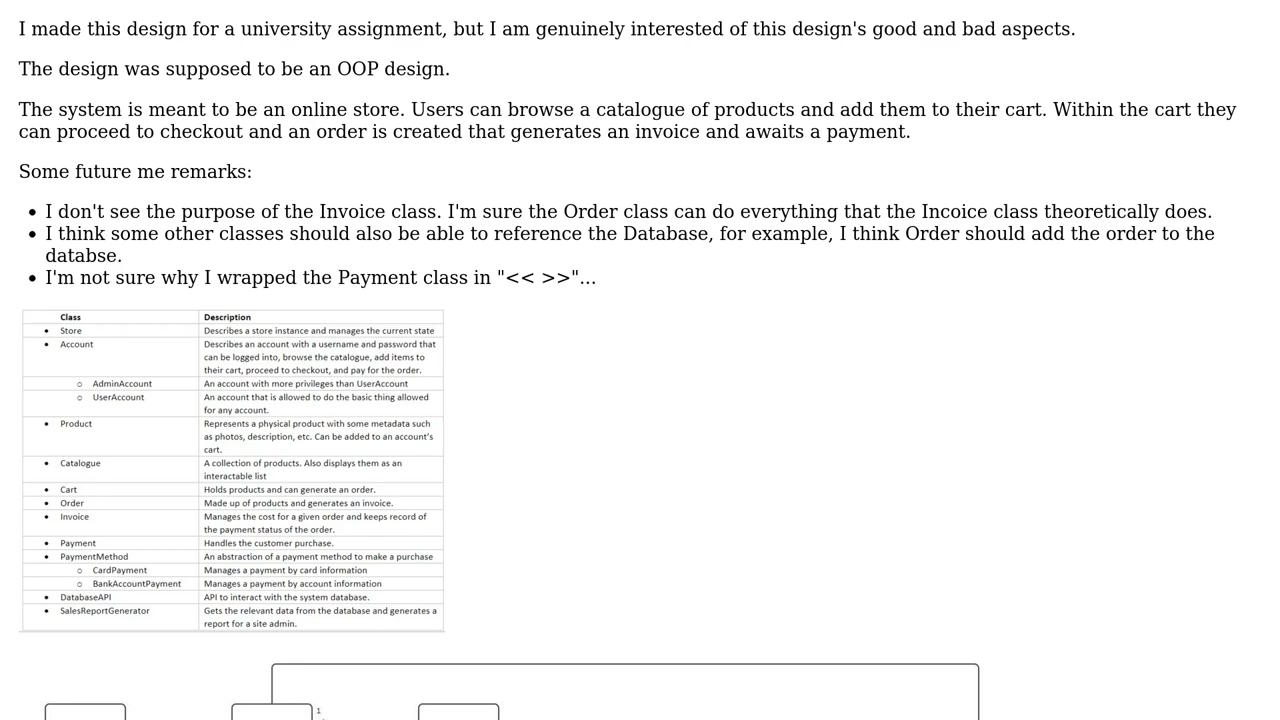 I made this design for a university assignment, but I am genuinely interested of this design's good and bad aspects.
The design was supposed to be an OOP design.
The system is meant to be an online store. Users can browse a catalogue of products and add them to their cart. Within the cart they
can proceed to checkout and an order is created that generates an invoice and awaits a payment.
Some future me remarks:
• I don't see the purpose of the Invoice class. I'm sure the Order class can do everything that the Incoice class theoretically does.
• I think some other classes should also be able to reference the Database, for example, I think Order should add the order to the
databse.
• I'm not sure why I wrapped the Payment class in "<< >>"...
Class Description
• Store Describes a store instance and manages the current state
• Account Describes an account with a username and password that
can be logged into, browse the catalogue, add items to
their cart, proceed to checkout, and pay for the order.
○ AdminAccount An account with more privileges than UserAccount
○ UserAccount An account that is allowed to do the basic thing allowed
for any account.
• Product Represents a physical product with some metadata such
as photos, description, etc. Can be added to an account's
cart.
• Catalogue A collection of products. Also displays them as an
interactable list
• Cart Holds products and can generate an order.
• Order Made up of products and generates an invoice.
• Invoice Manages the cost for a given order and keeps record of
the payment status of the order.
• Payment Handles the customer purchase.
• PaymentMethod An abstraction of a payment method to make a purchase
○ CardPayment Manages a payment by card information
○ BankAccountPayment Manages a payment by account information
• DatabaseAPI API to interact with the system database.
• SalesReportGenerator Gets the relevant data from the database and generates a
report for a site admin.
1